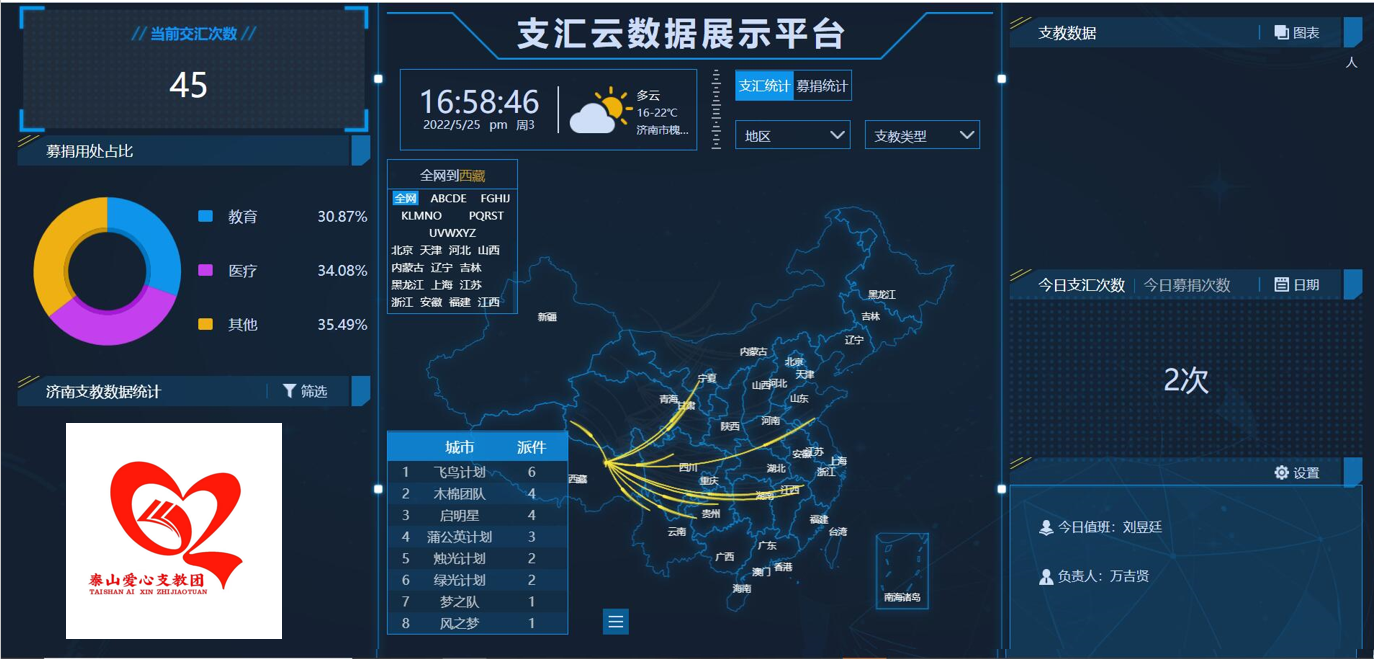 // 当前交汇次数 //
45
募捐用处占比
教育 30.87%
医疗 34.08%
其他 35.49%
济南支教数据统计 筛选
泰山爱心支教团
TAISHAN AI XIN ZHIJIAOTUAN
支汇云数据展示平台
16:58:46
2022/5/25 pm 周3
多云
16-22℃
济南市槐...
支汇统计 募捐统计
地区 支教类型
全网到西藏
全网 ABCDE FGHIJ
KLMNO PQRST
UVWXYZ
北京 天津 河北 山西
内蒙古 辽宁 吉林
黑龙江 上海 江苏
浙江 安徽 福建 江西
黑龙江
吉林
辽宁
新疆
内蒙古
北京
天津
宁夏
山西
河北
青海
甘肃
山东
河南
陕西
安徽
江苏
上海
四川
湖北
浙江
西藏
重庆
湖南
江西
贵州
福建
云南
台湾
广东
广西
香港
澳门
海南
南海诸岛
城市 派件
1 飞鸟计划 6
2 木棉团队 4
3 启明星 4
4 蒲公英计划 3
5 烛光计划 2
6 绿光计划 2
7 梦之队 1
8 风之梦 1
支教数据 图表
人
今日支汇次数 今日募捐次数 日期
2次
设置
今日值班：刘昱廷
负责人：万吉贤